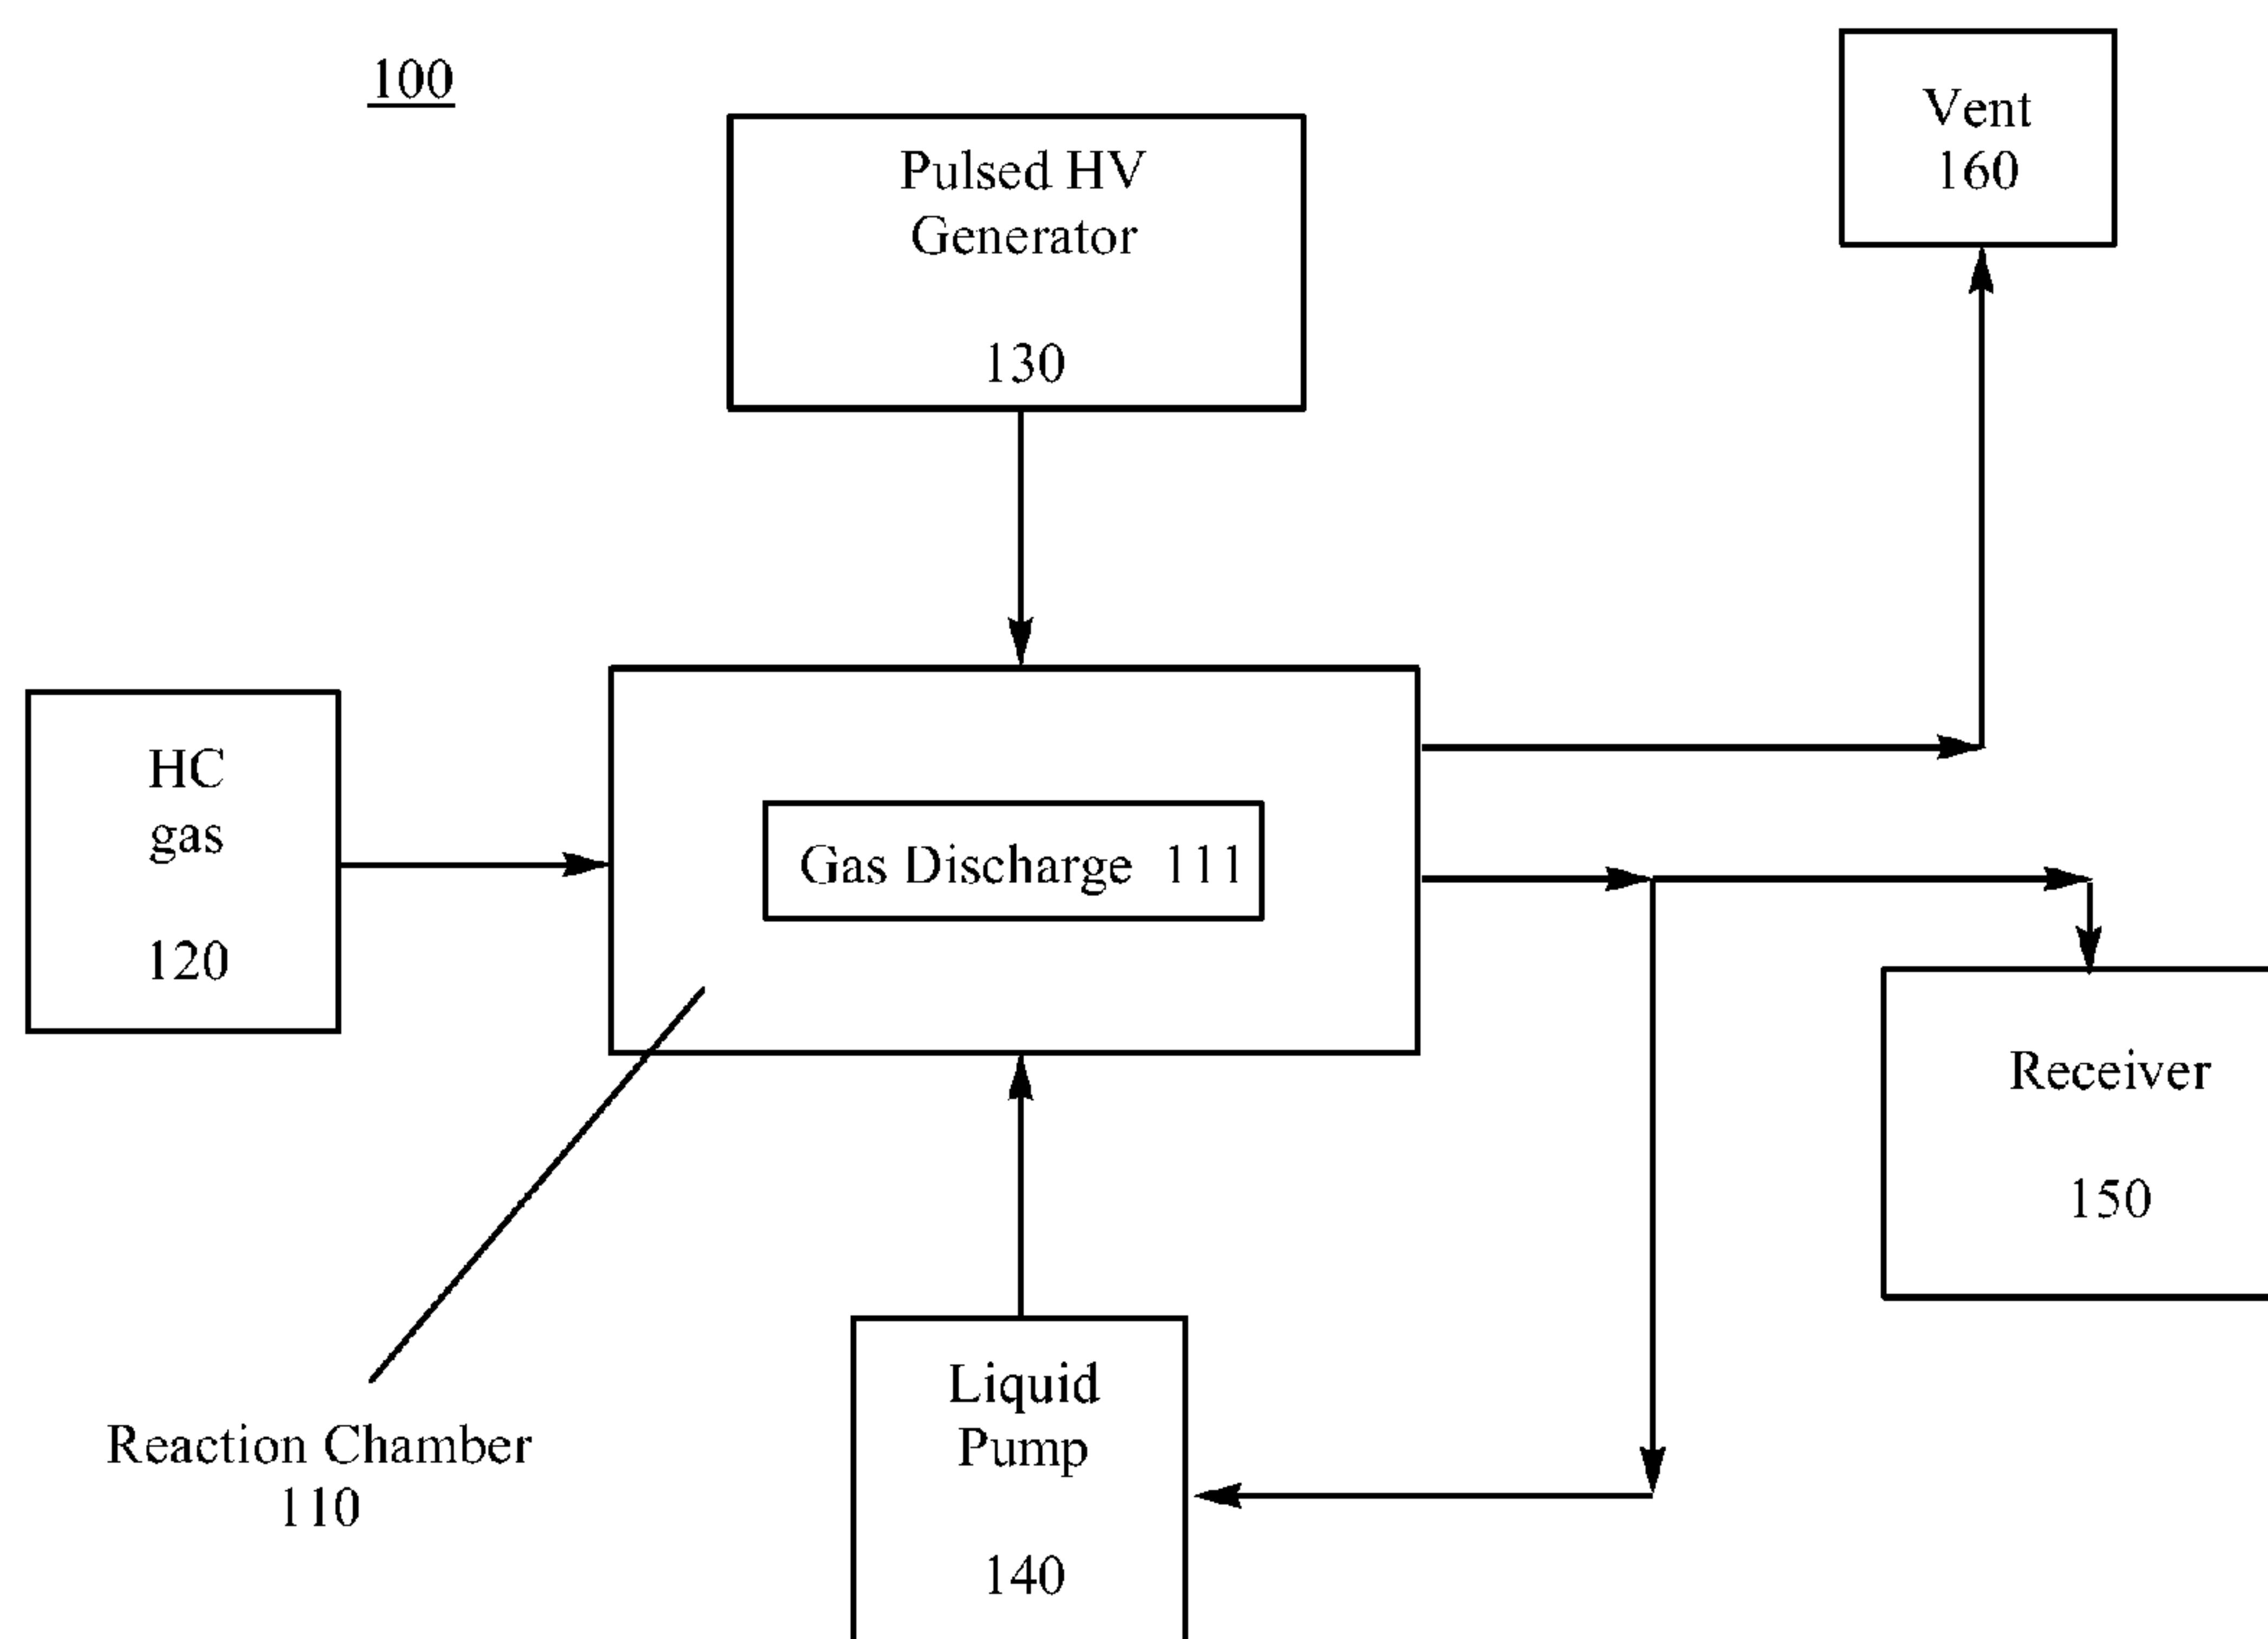 100
Pulsed HV
Generator
130
Vent
160
HC
gas
120
Gas Discharge 111
Receiver
150
Liquid
Pump
140
Reaction Chamber
110